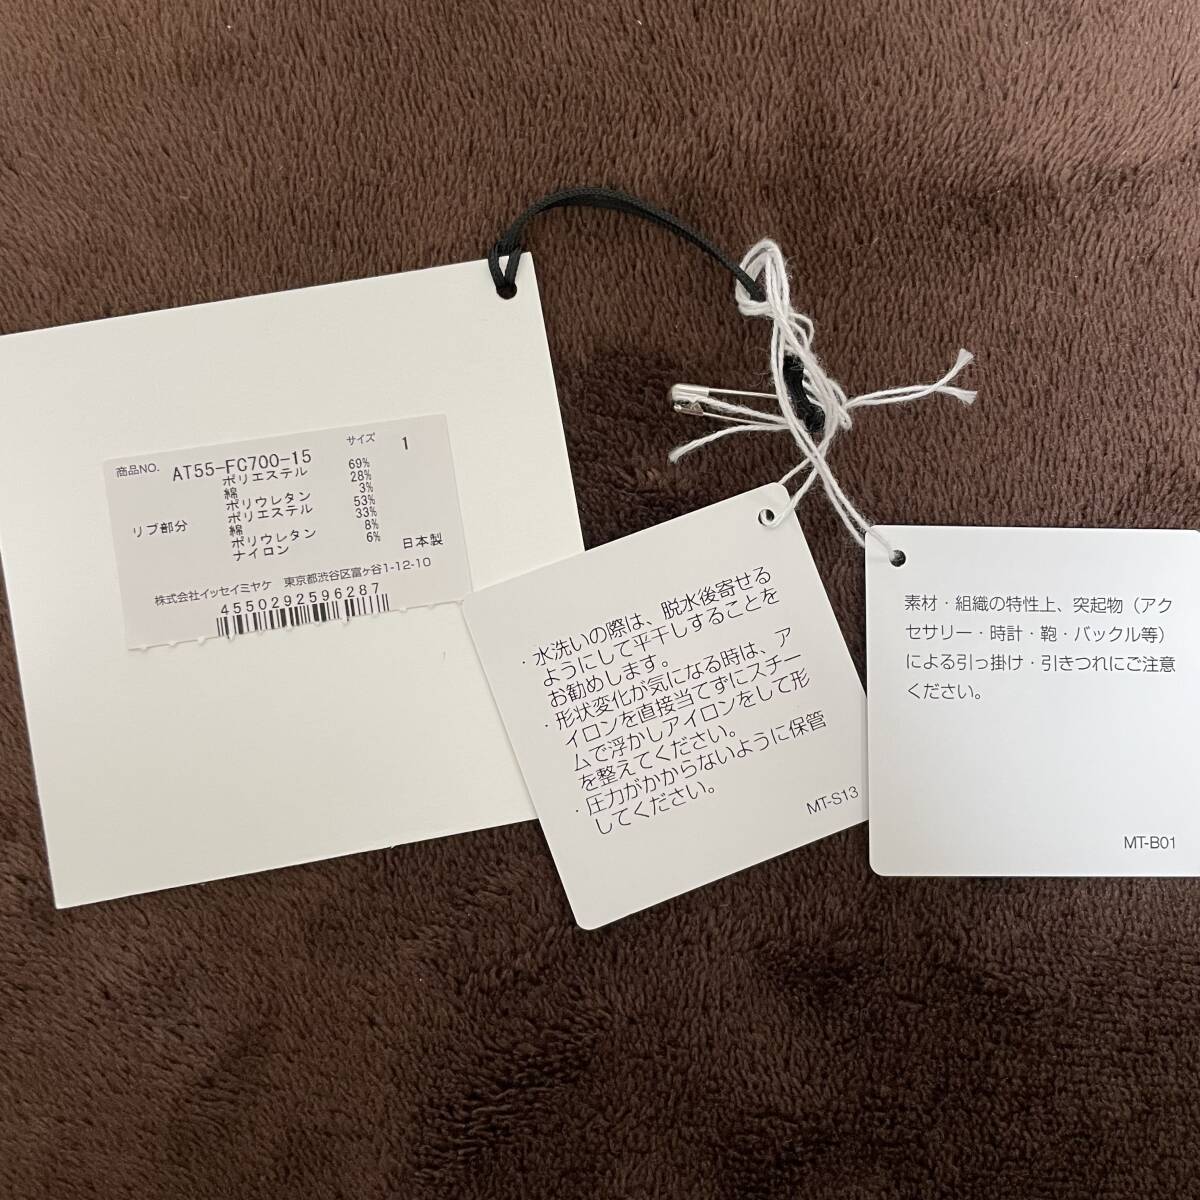 商品NO. AT55-FC700-15 サイズ 1
ポリエステル 69%
綿 28%
ポリウレタン 3%
リブ部分 ポリエステル 53%
綿 33%
ポリウレタン 8%
ナイロン 6%
日本製
株式会社イッセイミヤケ 東京都渋谷区富ヶ谷1-12-10
4550292596287
・水洗いの際は、脱水後寄せる
ようにして平干しすることを
お勧めします。
・形状変化が気になる時は、ア
イロンを直接当てずにスチー
ムで浮かしアイロンをして形
を整えてください。
・圧力がかからないように保管
してください。
MT-S13
素材・組織の特性上、突起物（アク
セサリー・時計・鞄・バックル等）
による引っ掛け・引きつれにご注意
ください。
MT-B01